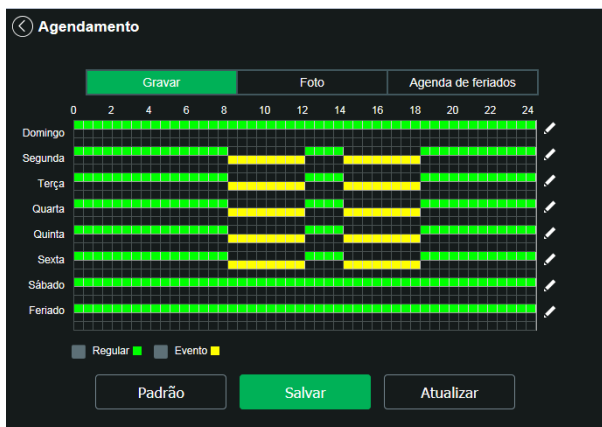 Agendamento
Gravar Foto Agenda de feriados
0 2 4 6 8 10 12 14 16 18 20 22 24
Domingo
Segunda
Terça
Quarta
Quinta
Sexta
Sábado
Feriado
Regular Evento
Padrão Salvar Atualizar